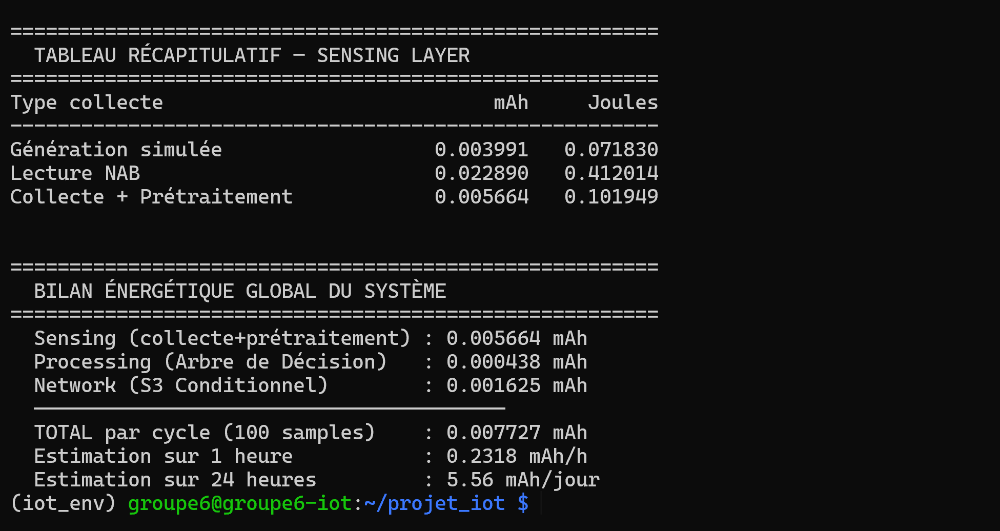 =======================================================
  TABLEAU RÉCAPITULATIF — SENSING LAYER
=======================================================
Type collecte                            mAh     Joules
-------------------------------------------------------
Génération simulée                  0.003991   0.071830
Lecture NAB                         0.022890   0.412014
Collecte + Prétraitement            0.005664   0.101949
=======================================================
  BILAN ÉNERGÉTIQUE GLOBAL DU SYSTÈME
=======================================================
  Sensing (collecte+prétraitement) : 0.005664 mAh
  Processing (Arbre de Décision)   : 0.000438 mAh
  Network (S3 Conditionnel)        : 0.001625 mAh
  ────────────────────────────────────────
  TOTAL par cycle (100 samples)    : 0.007727 mAh
  Estimation sur 1 heure           : 0.2318 mAh/h
  Estimation sur 24 heures         : 5.56 mAh/jour
(iot_env) groupe6@groupe6-iot:~/projet_iot $